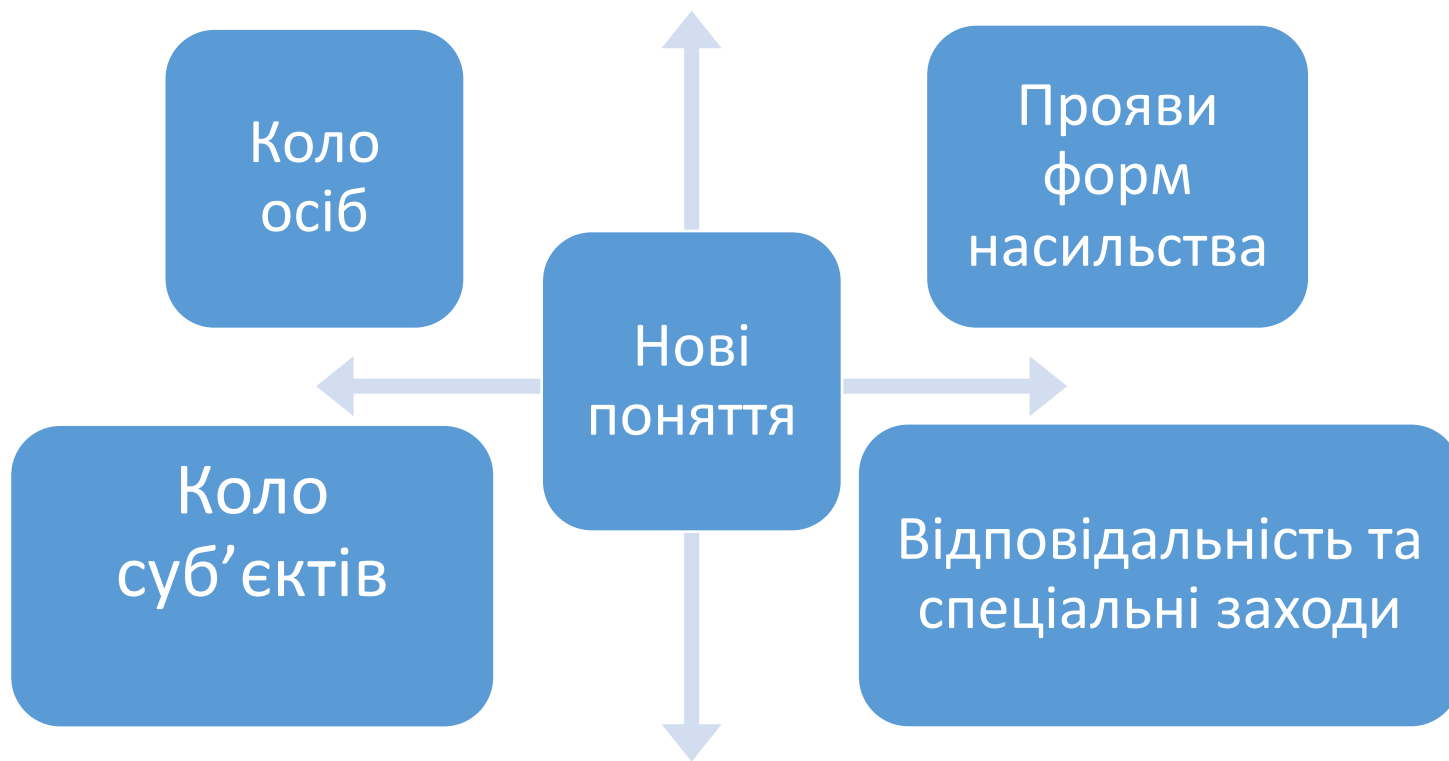 Коло
осіб
Прояви
форм
насильства
Нові
поняття
Коло
суб’єктів
Відповідальність та
спеціальні заходи